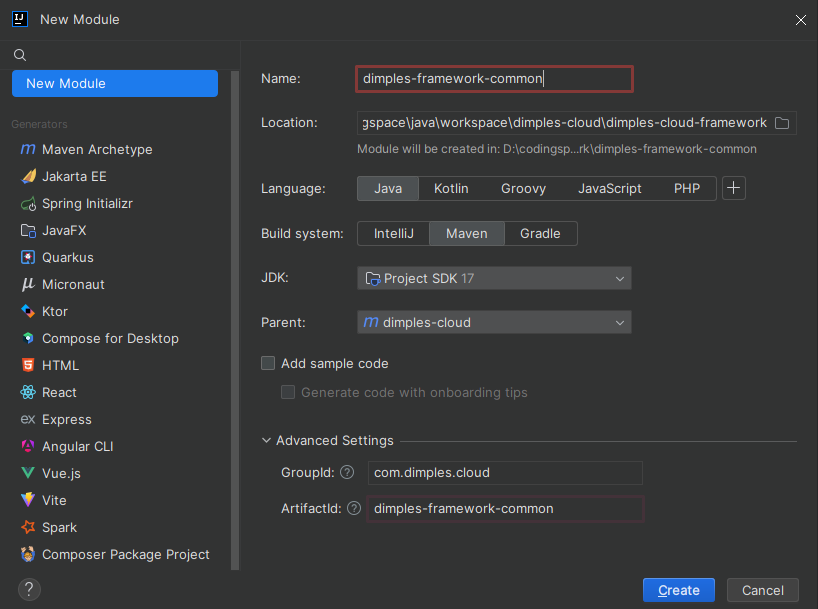 New Module
New Module
Generators
Maven Archetype
Jakarta EE
Spring Initializr
JavaFX
Quarkus
Micronaut
Ktor
Compose for Desktop
HTML
React
Express
Angular CLI
Vue.js
Vite
Spark
Composer Package Project
Name: dimples-framework-common
Location: gspace\java\workspace\dimples-cloud\dimples-cloud-framework
Module will be created in: D:\codingsp...rk\dimples-framework-common
Language: Java Kotlin Groovy JavaScript PHP +
Build system: IntelliJ Maven Gradle
JDK: Project SDK 17
Parent: dimples-cloud
Add sample code
Generate code with onboarding tips
Advanced Settings
GroupId: ? com.dimples.cloud
ArtifactId: ? dimples-framework-common
? Create Cancel